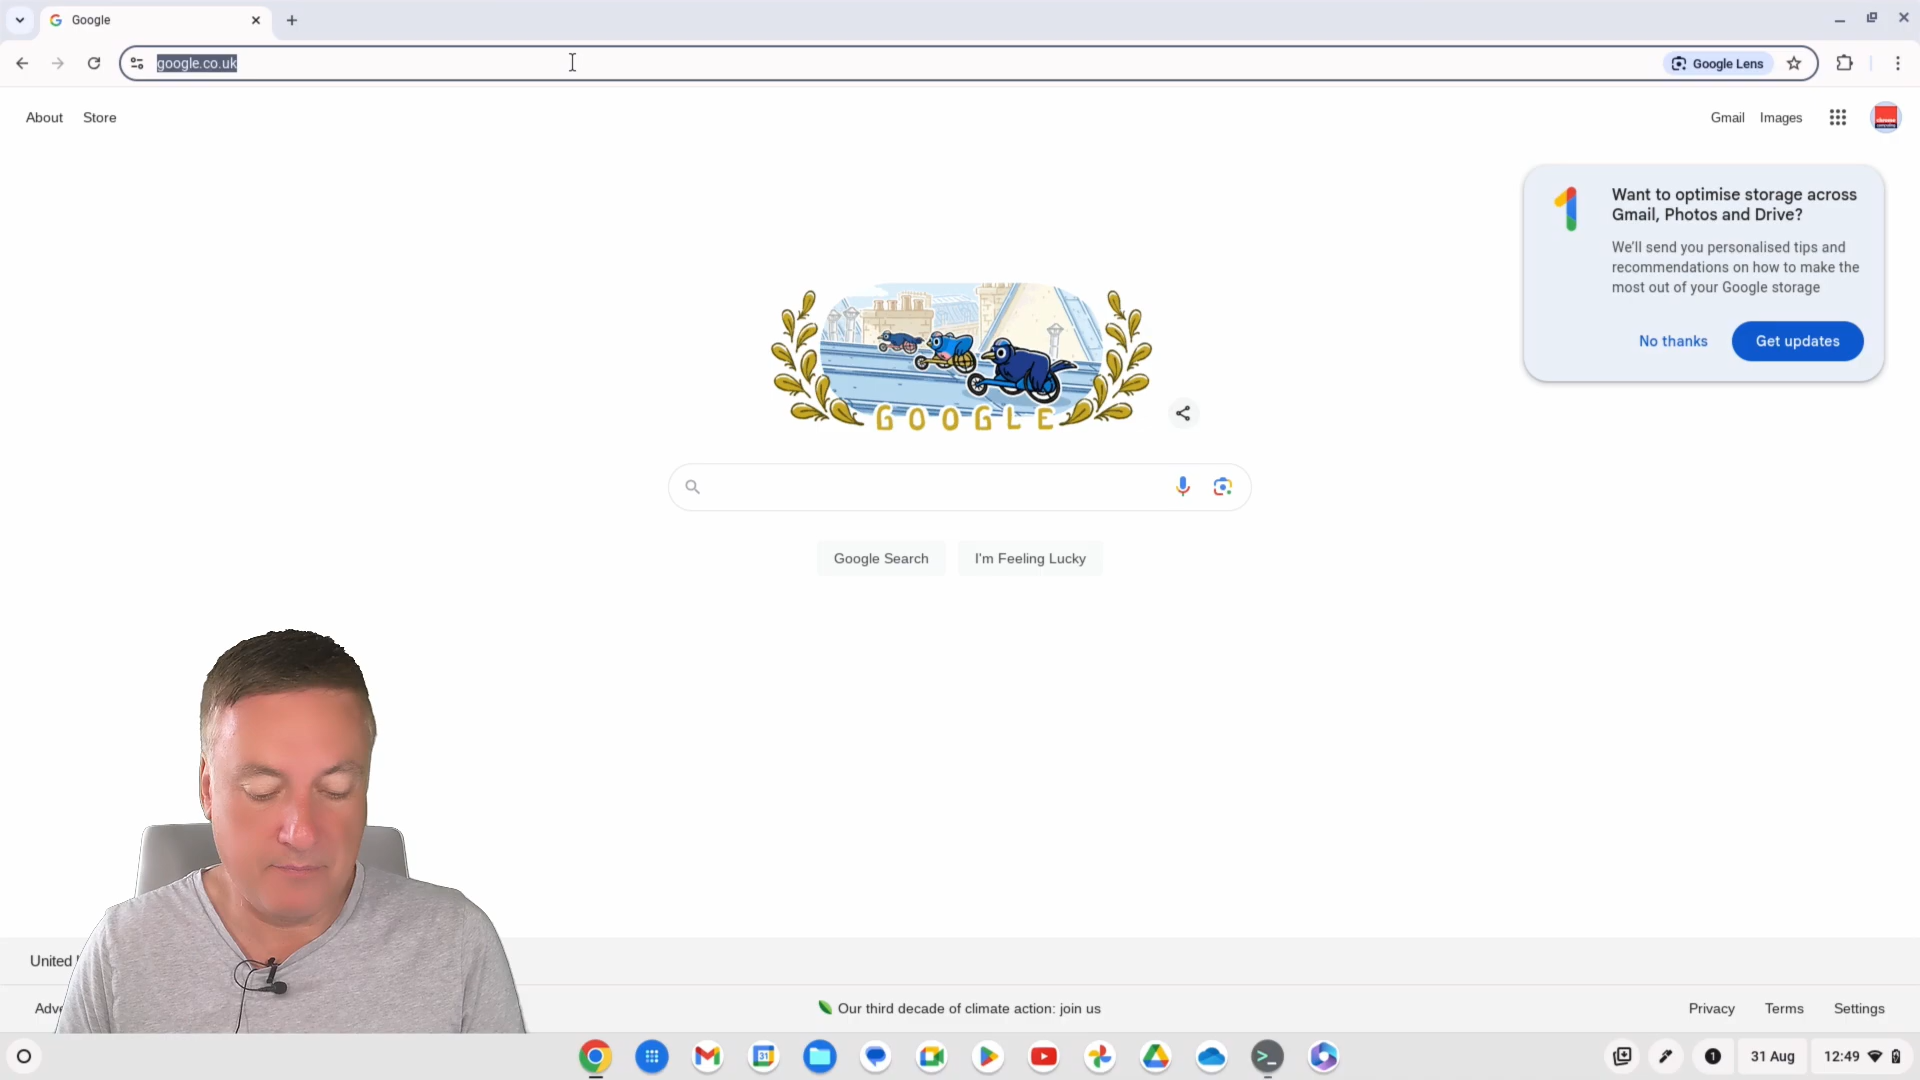 Google
google.co.uk
Google Lens
About
Store
Gmail
Images
Want to optimise storage across
Gmail, Photos and Drive?
We'll send you personalised tips and
recommendations on how to make the
most out of your Google storage
No thanks
Get updates
GOOGLE
Google Search
I'm Feeling Lucky
United
Our third decade of climate action: join us
Privacy
Terms
Settings
31
>_
1
31 Aug
12:49